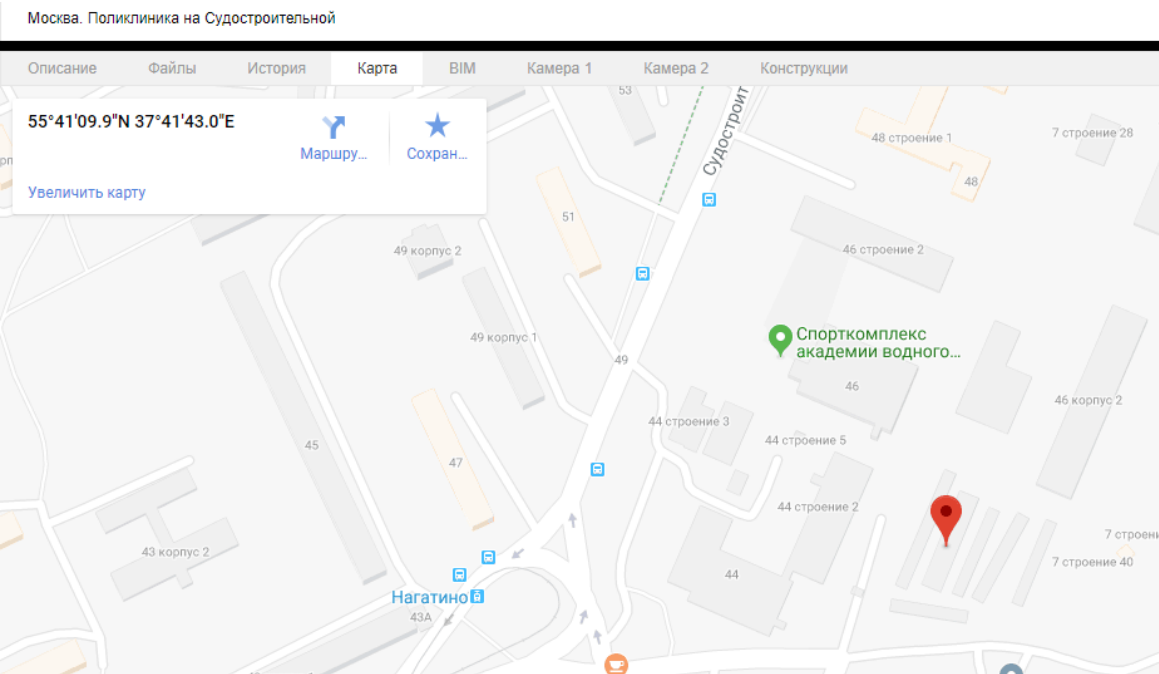 Москва. Поликлиника на Судостроительной
Описание Файлы История Карта BIM Камера 1 Камера 2 Конструкции
55°41'09.9"N 37°41'43.0"E
Маршру... Сохран...
Увеличить карту
53
Судостроит
48 строение 1
7 строение 28
48
51
49 корпус 2
46 строение 2
49 корпус 1
Спорткомплекс
академии водного...
49
46
46 корпус 2
44 строение 3
44 строение 5
45
47
44 строение 2
43 корпус 2
7 строени
7 строение 40
44
Нагатино
43А